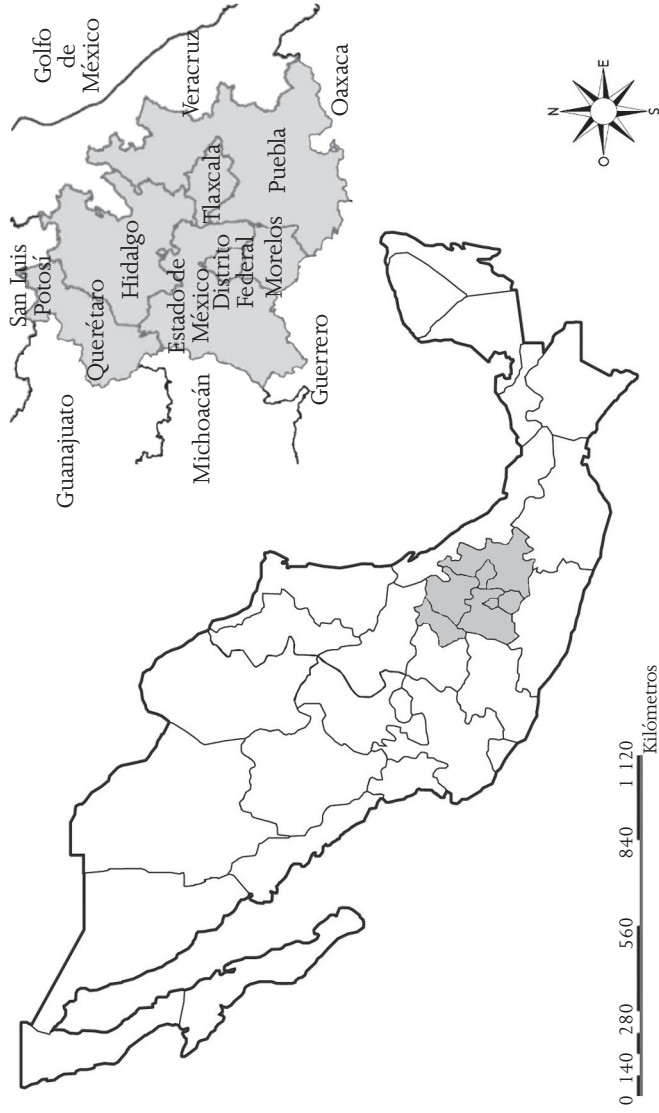 Golfo
de
México
San Luis
Potosí
Veracruz
Guanajuato
Querétaro
Hidalgo
Tlaxcala
Estado de
México
Distrito
Federal
Puebla
Michoacán
Morelos
Guerrero
Oaxaca
N
O
E
S
0 140 280 560 840 1 120
Kilómetros